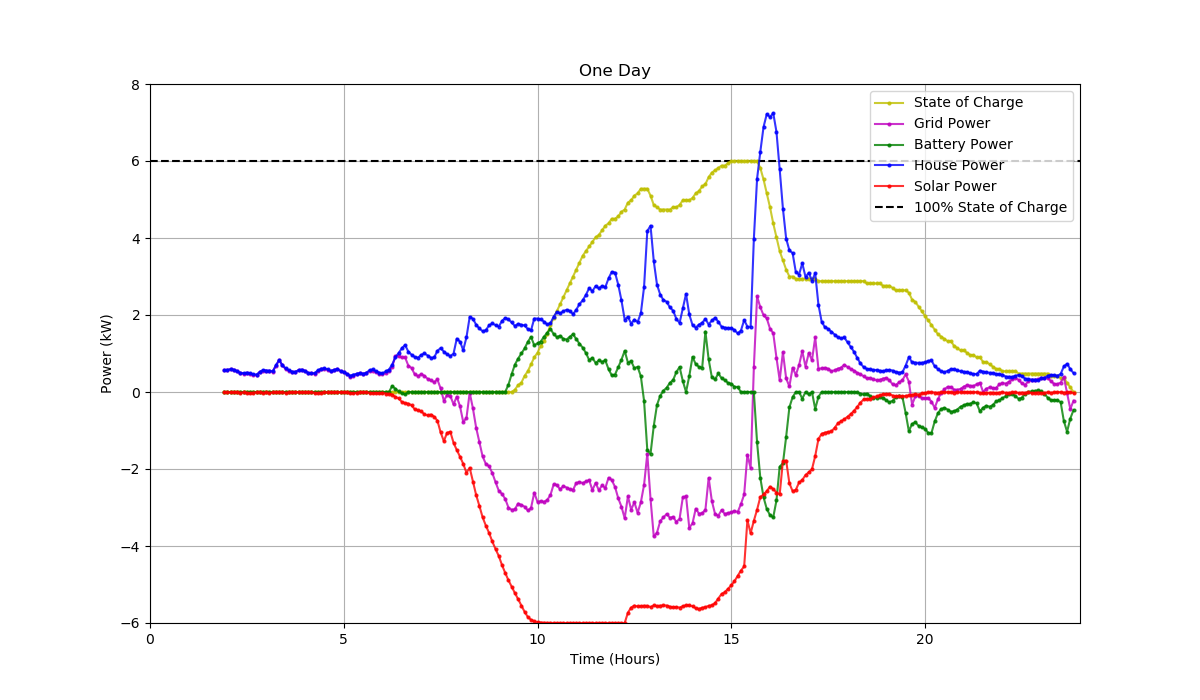 One Day
8
6
4
2
0
−2
−4
−6
Power (kW)
State of Charge
Grid Power
Battery Power
House Power
Solar Power
100% State of Charge
0 5 10 15 20
Time (Hours)